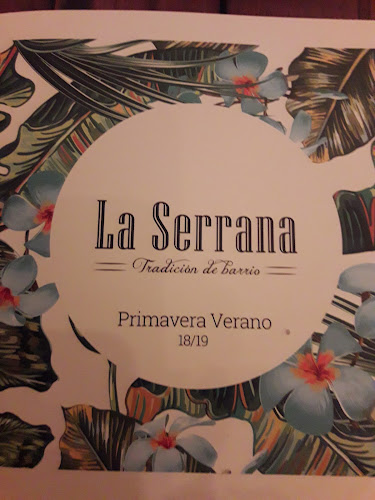 La Serrana
Tradición de barrio
Primavera Verano
18/19